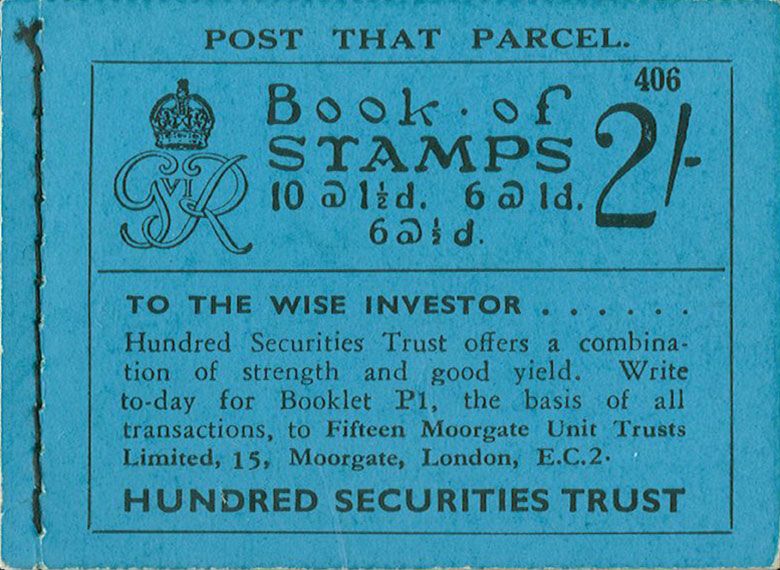 POST THAT PARCEL.
406
Book · of
STAMPS
2/-
10 @ 1½d. 6 @ 1d.
6 @ ½d.
GVIR
TO THE WISE INVESTOR . . . . . .
Hundred Securities Trust offers a combina-
tion of strength and good yield. Write
to-day for Booklet P1, the basis of all
transactions, to Fifteen Moorgate Unit Trusts
Limited, 15, Moorgate, London, E.C.2.
HUNDRED SECURITIES TRUST